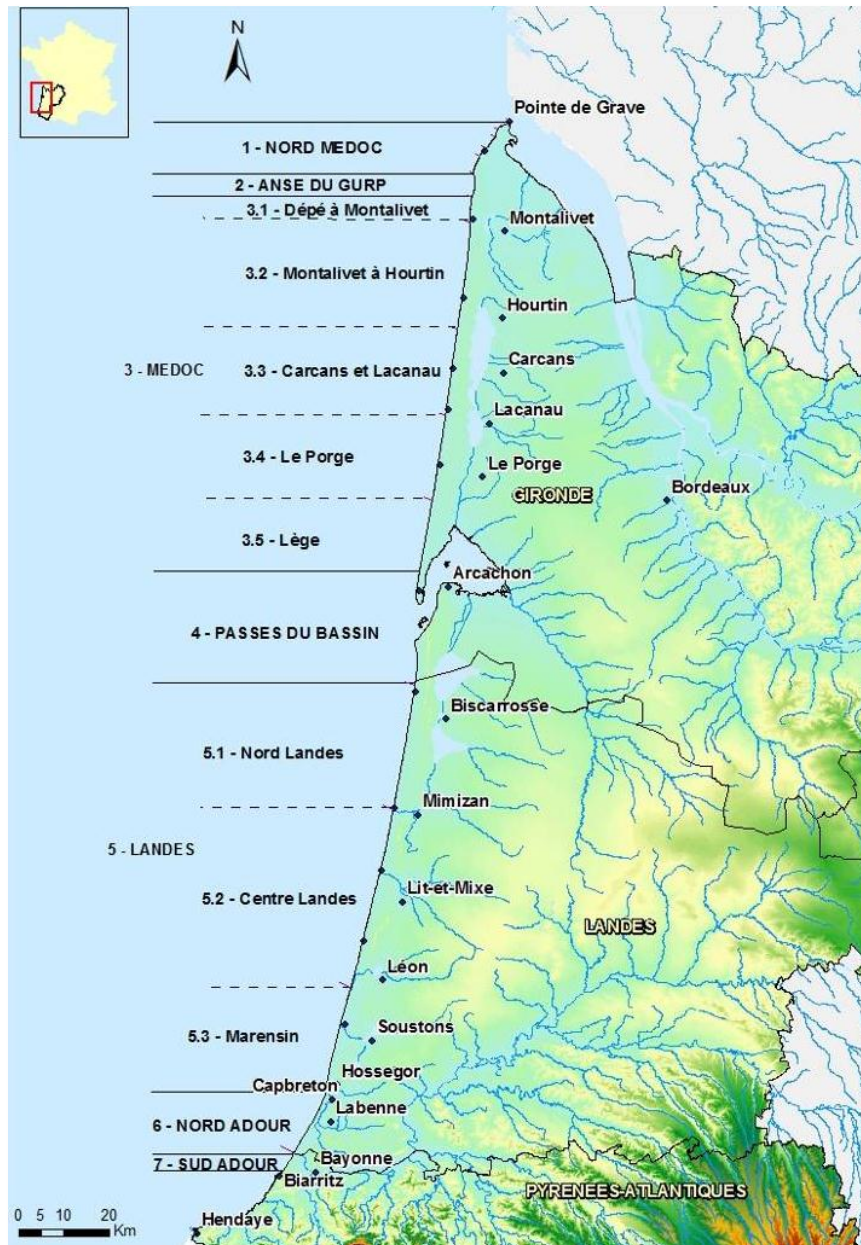 N
Pointe de Grave
1 - NORD MEDOC
2 - ANSE DU GURP
3.1 - Dépé à Montalivet
Montalivet
3.2 - Montalivet à Hourtin
Hourtin
3 - MEDOC
3.3 - Carcans et Lacanau
Carcans
Lacanau
3.4 - Le Porge
Le Porge
GIRONDE
Bordeaux
3.5 - Lège
Arcachon
4 - PASSES DU BASSIN
Biscarrosse
5.1 - Nord Landes
Mimizan
5 - LANDES
5.2 - Centre Landes
Lit-et-Mixe
LANDES
Léon
5.3 - Marensin
Soustons
Hossegor
Capbreton
Labenne
6 - NORD ADOUR
7 - SUD ADOUR
Bayonne
Biarritz
PYRENEES-ATLANTIQUES
Hendaye
0 5 10 20
Km